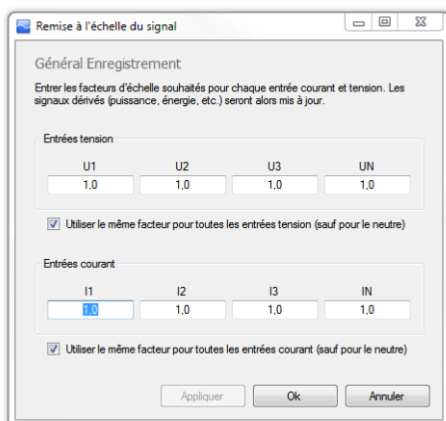 Remise à l'échelle du signal
Général Enregistrement
Entrer les facteurs d'échelle souhaités pour chaque entrée courant et tension. Les
signaux dérivés (puissance, énergie, etc.) seront alors mis à jour.
Entrées tension
U1 U2 U3 UN
1,0 1,0 1,0 1,0
Utiliser le même facteur pour toutes les entrées tension (sauf pour le neutre)
Entrées courant
I1 I2 I3 IN
1,0 1,0 1,0 1,0
Utiliser le même facteur pour toutes les entrées courant (sauf pour le neutre)
Appliquer Ok Annuler